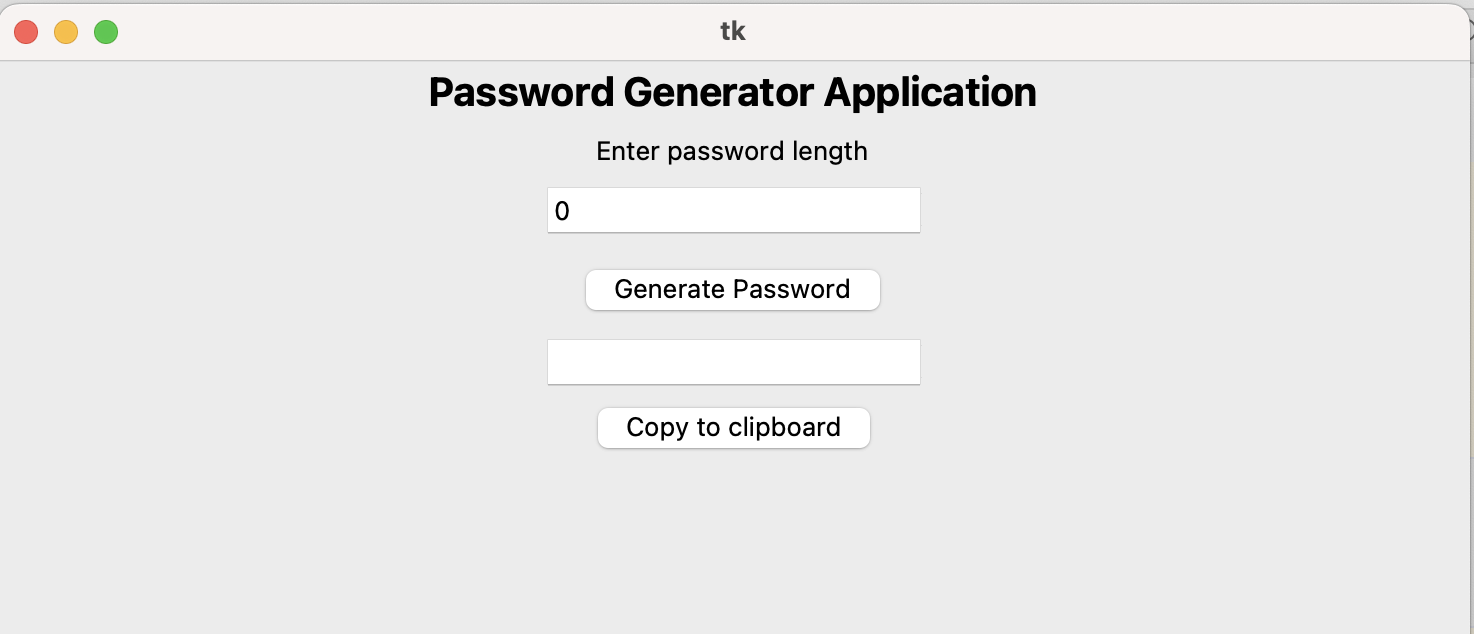 tk
Password Generator Application
Enter password length
0
Generate Password
Copy to clipboard